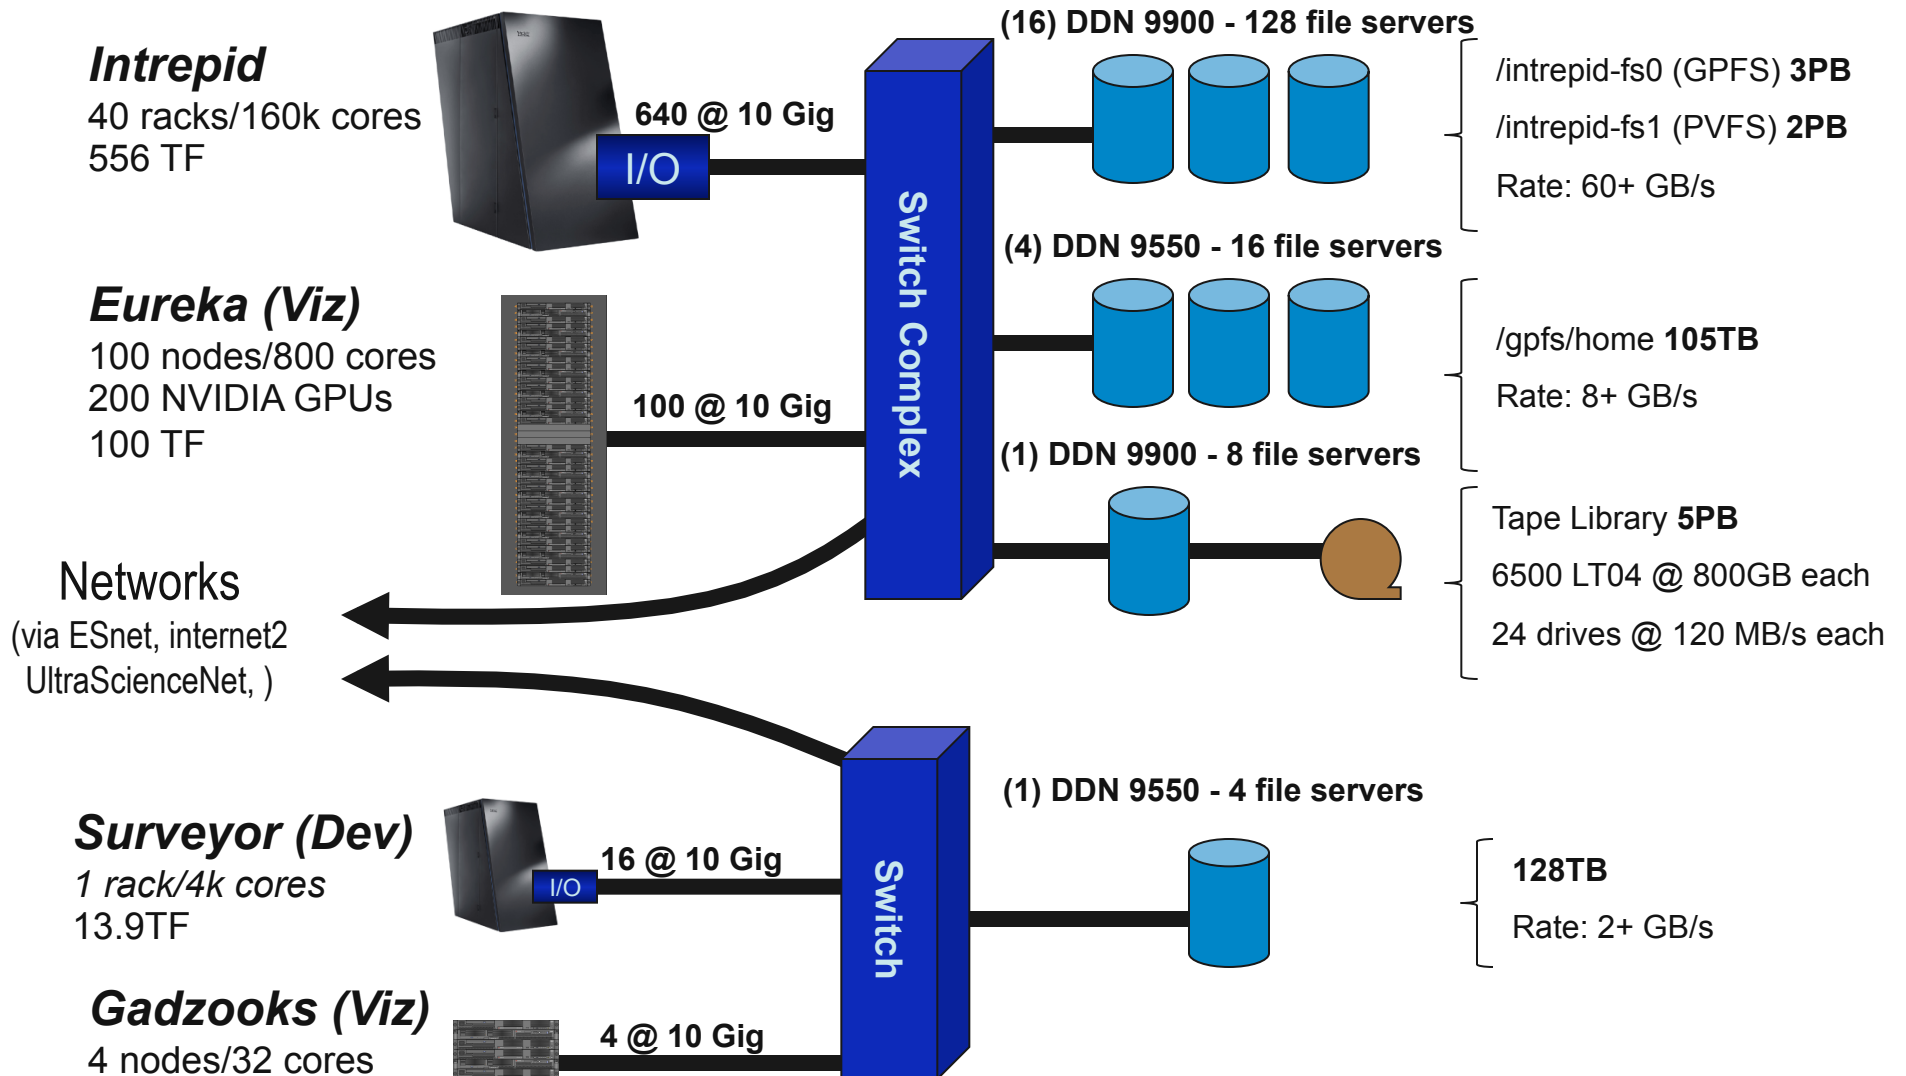 Intrepid
40 racks/160k cores
556 TF
640 @ 10 Gig
I/O
Switch Complex
(16) DDN 9900 - 128 file servers
/intrepid-fs0 (GPFS) 3PB
/intrepid-fs1 (PVFS) 2PB
Rate: 60+ GB/s
(4) DDN 9550 - 16 file servers
/gpfs/home 105TB
Rate: 8+ GB/s
Eureka (Viz)
100 nodes/800 cores
200 NVIDIA GPUs
100 TF
100 @ 10 Gig
(1) DDN 9900 - 8 file servers
Tape Library 5PB
6500 LT04 @ 800GB each
24 drives @ 120 MB/s each
Networks
(via ESnet, internet2
UltraScienceNet, )
Surveyor (Dev)
1 rack/4k cores
13.9TF
16 @ 10 Gig
I/O
Switch
(1) DDN 9550 - 4 file servers
128TB
Rate: 2+ GB/s
Gadzooks (Viz)
4 nodes/32 cores
4 @ 10 Gig